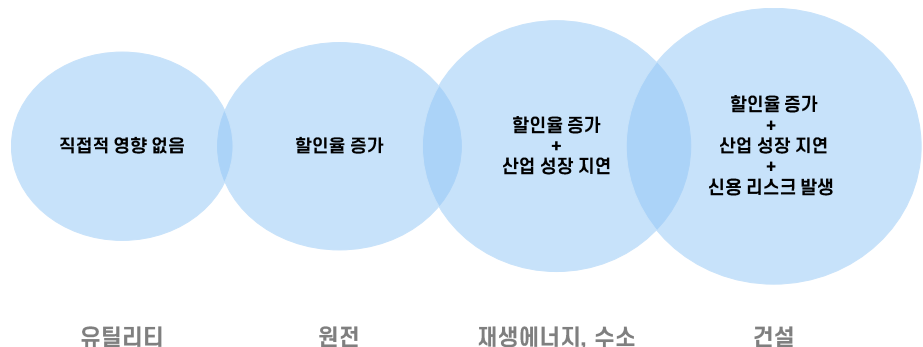 직접적 영향 없음
할인율 증가
할인율 증가
+
산업 성장 지연
할인율 증가
+
산업 성장 지연
+
신용 리스크 발생
유틸리티
원전
재생에너지, 수소
건설